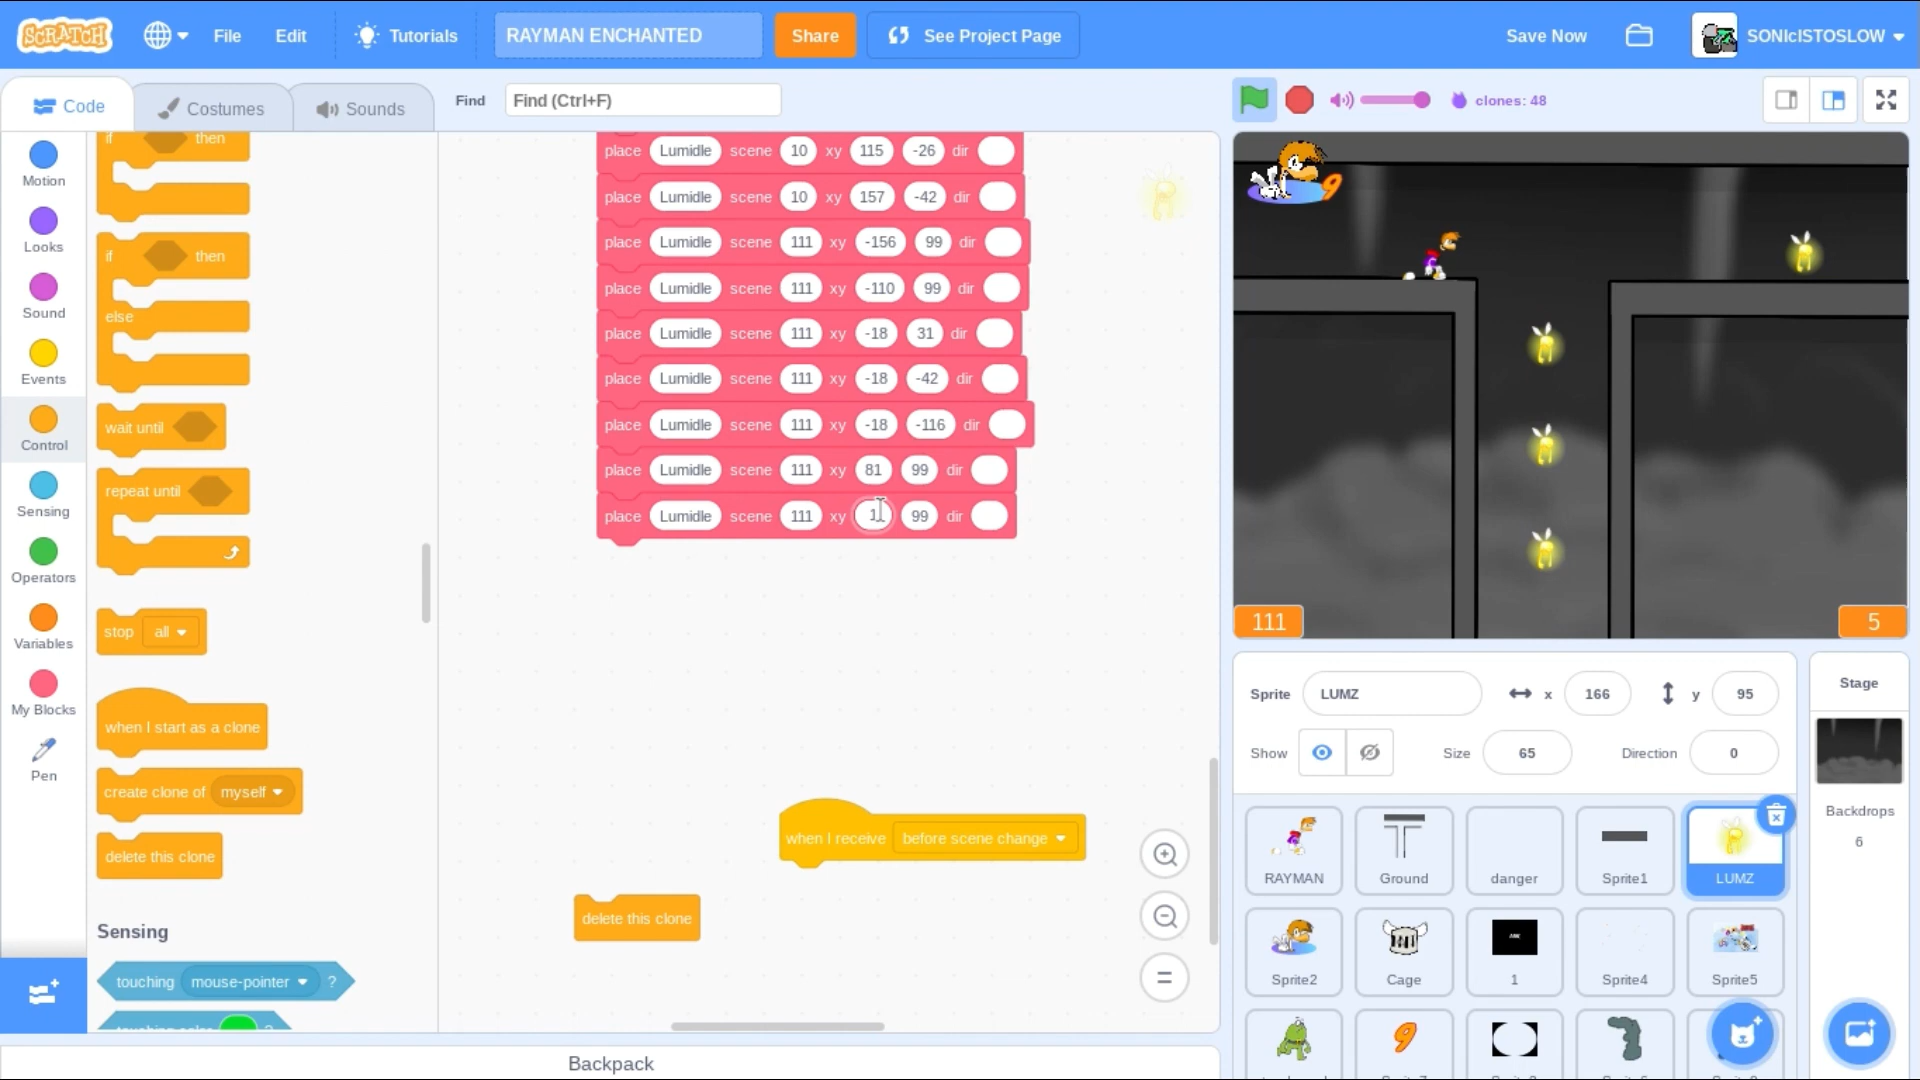 SCRATCH File Edit Tutorials RAYMAN ENCHANTED Share See Project Page Save Now SONIcISTOSLOW
Code Costumes Sounds Find Find (Ctrl+F) clones: 48
Motion
Looks
Sound
Events
Control
Sensing
Operators
Variables
My Blocks
Pen
if then
if then
else
wait until
repeat until
stop all
when I start as a clone
create clone of myself
delete this clone
Sensing
touching mouse-pointer ?
place Lumidle scene 10 xy 115 -26 dir
place Lumidle scene 10 xy 157 -42 dir
place Lumidle scene 111 xy -156 99 dir
place Lumidle scene 111 xy -110 99 dir
place Lumidle scene 111 xy -18 31 dir
place Lumidle scene 111 xy -18 -42 dir
place Lumidle scene 111 xy -18 -116 dir
place Lumidle scene 111 xy 81 99 dir
place Lumidle scene 111 xy 1 99 dir
when I receive before scene change
delete this clone
Backpack
9
111 5
Sprite LUMZ x 166 y 95
Show Size 65 Direction 0
RAYMAN Ground danger Sprite1 LUMZ
Sprite2 Cage 1 Sprite4 Sprite5
9
Stage
Backdrops
6